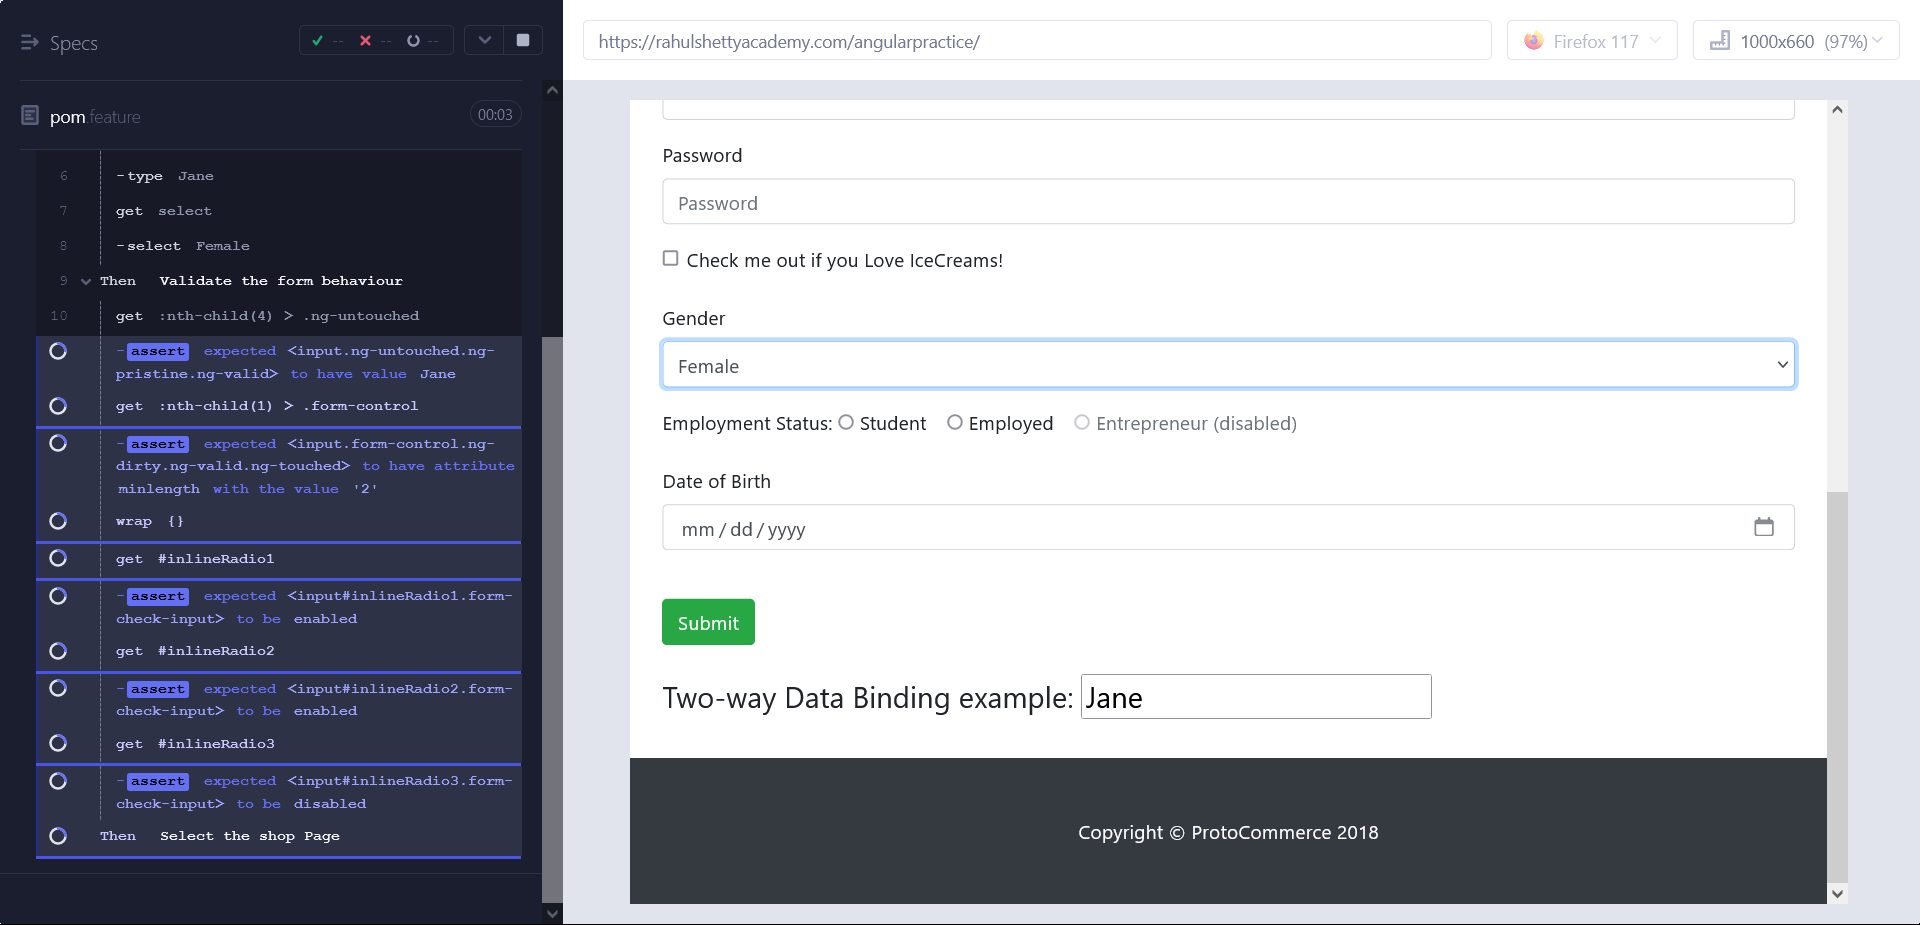 Specs
-- -- --
pom.feature
00:03
6 -type Jane
7 get select
8 -select Female
9 Then Validate the form behaviour
10 get :nth-child(4) > .ng-untouched
-assert expected <input.ng-untouched.ng-
pristine.ng-valid> to have value Jane
get :nth-child(1) > .form-control
-assert expected <input.form-control.ng-
dirty.ng-valid.ng-touched> to have attribute
minlength with the value '2'
wrap {}
get #inlineRadio1
-assert expected <input#inlineRadio1.form-
check-input> to be enabled
get #inlineRadio2
-assert expected <input#inlineRadio2.form-
check-input> to be enabled
get #inlineRadio3
-assert expected <input#inlineRadio3.form-
check-input> to be disabled
Then Select the shop Page
https://rahulshettyacademy.com/angularpractice/
Firefox 117
1000x660 (97%)
Password
Password
Check me out if you Love IceCreams!
Gender
Female
Employment Status: Student Employed Entrepreneur (disabled)
Date of Birth
mm / dd / yyyy
Submit
Two-way Data Binding example: Jane
Copyright © ProtoCommerce 2018